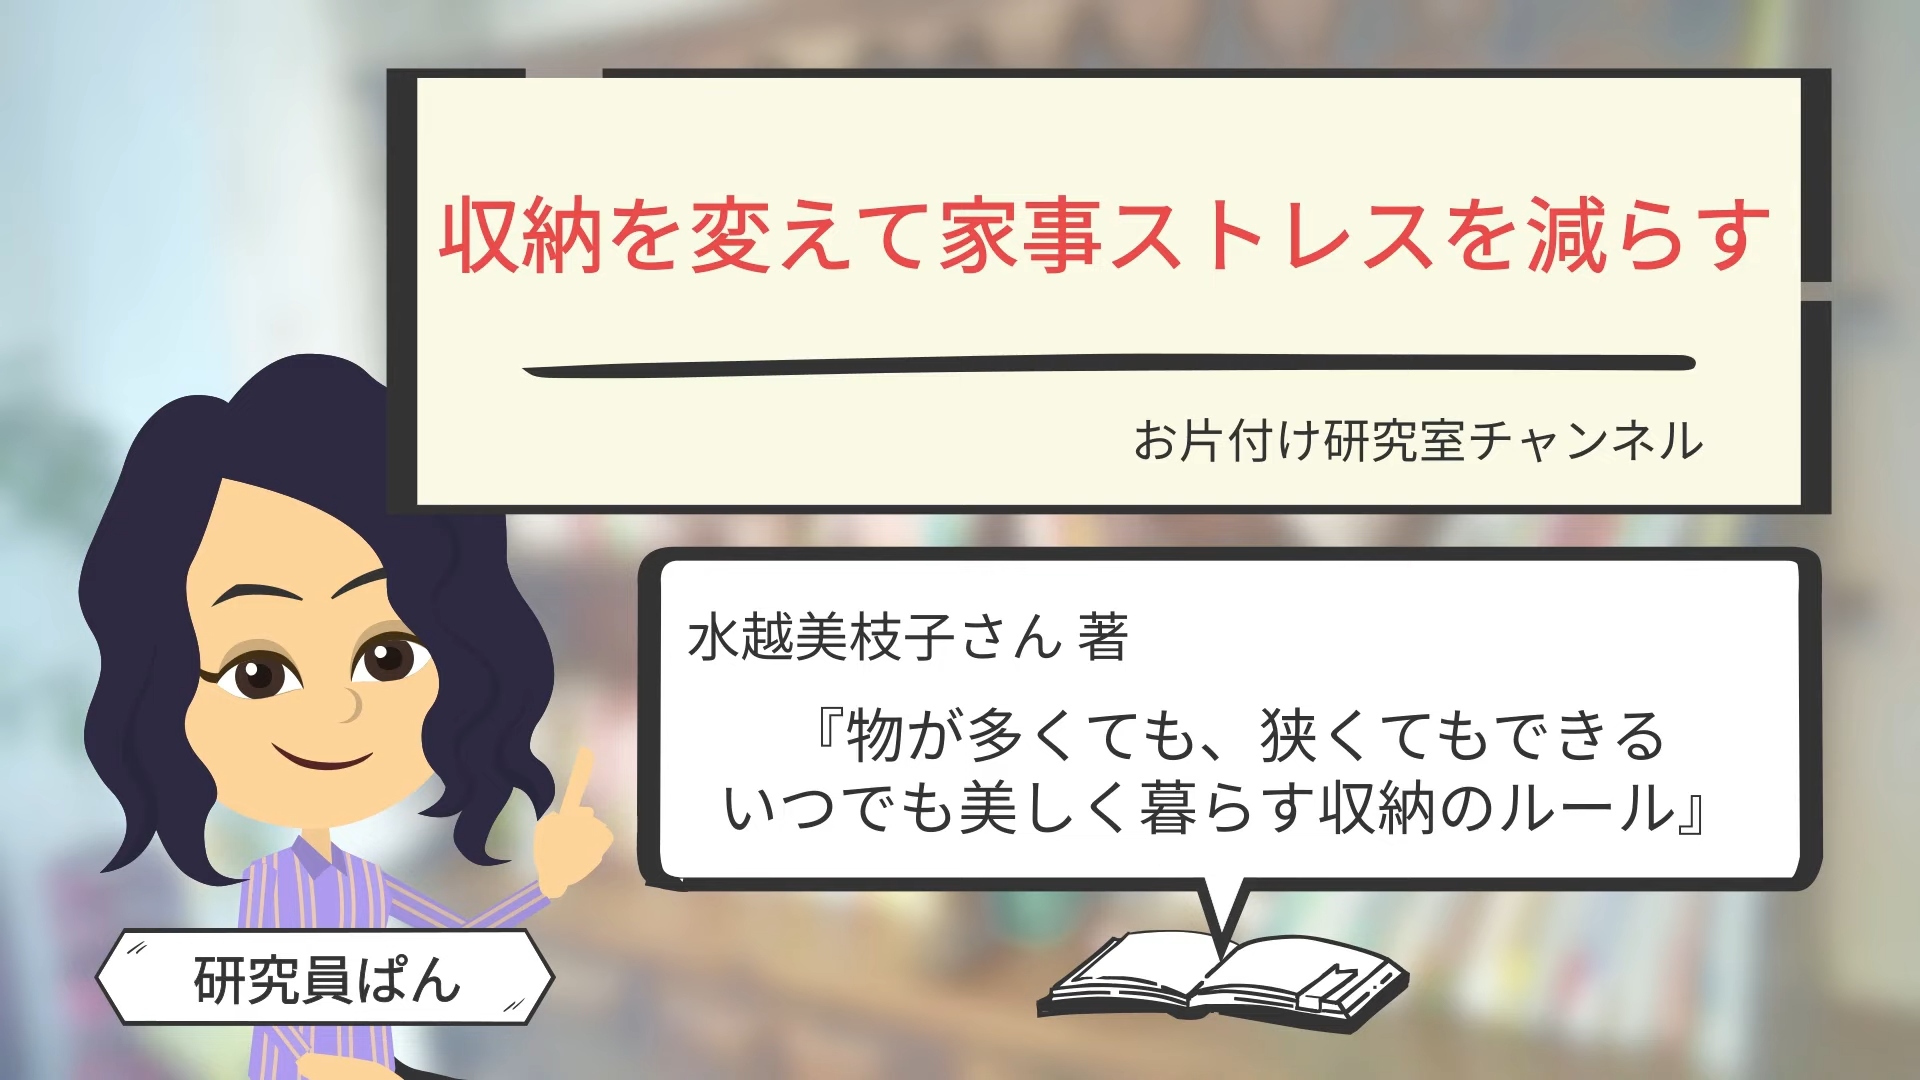 収納を変えて家事ストレスを減らす
お片付け研究室チャンネル
水越美枝子さん 著
『物が多くても、狭くてもできる
いつでも美しく暮らす収納のルール』
研究員ぱん